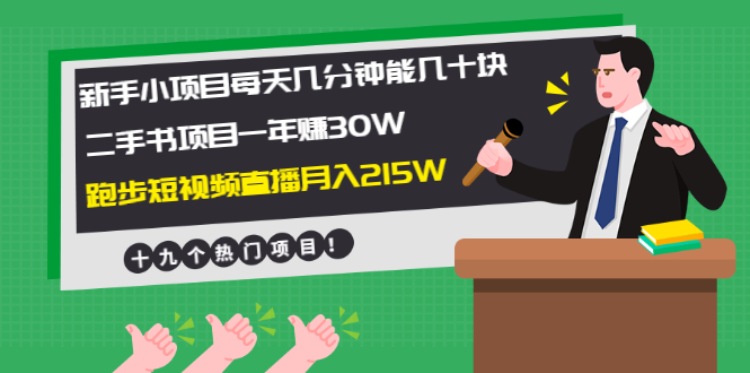 新手小项目每天几分钟能几十块
二手书项目一年赚30W
跑步短视频直播月入215W
十九个热门项目！